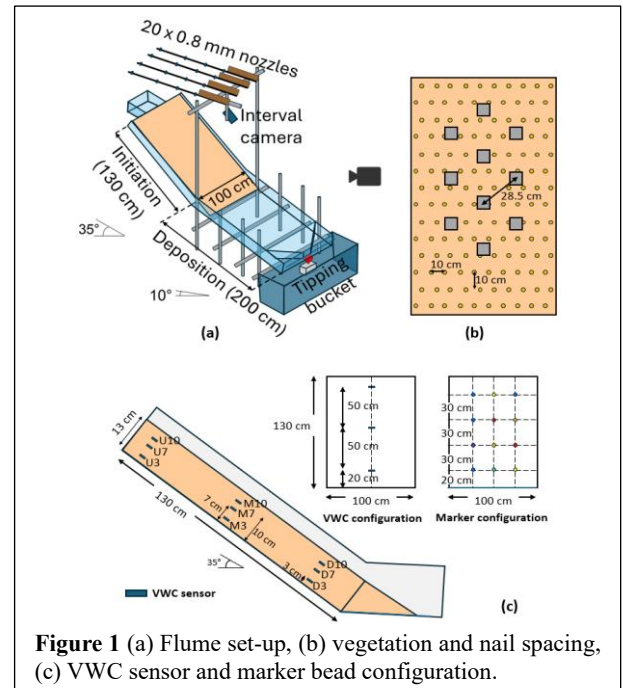 20 x 0.8 mm nozzles
Interval
camera
Initiation
(130 cm)
100 cm
35°
Deposition (200 cm)
10°
Tipping
bucket
(a)
28.5 cm
10 cm
10 cm
(b)
13 cm
U10
U7
U3
130 cm
M10
M7
M3
7 cm
10 cm
35°
D10
D7
D3
3 cm
VWC sensor
130 cm
50 cm
50 cm
20 cm
100 cm
VWC configuration
30 cm
30 cm
30 cm
20 cm
100 cm
Marker configuration
(c)
Figure 1 (a) Flume set-up, (b) vegetation and nail spacing,
(c) VWC sensor and marker bead configuration.